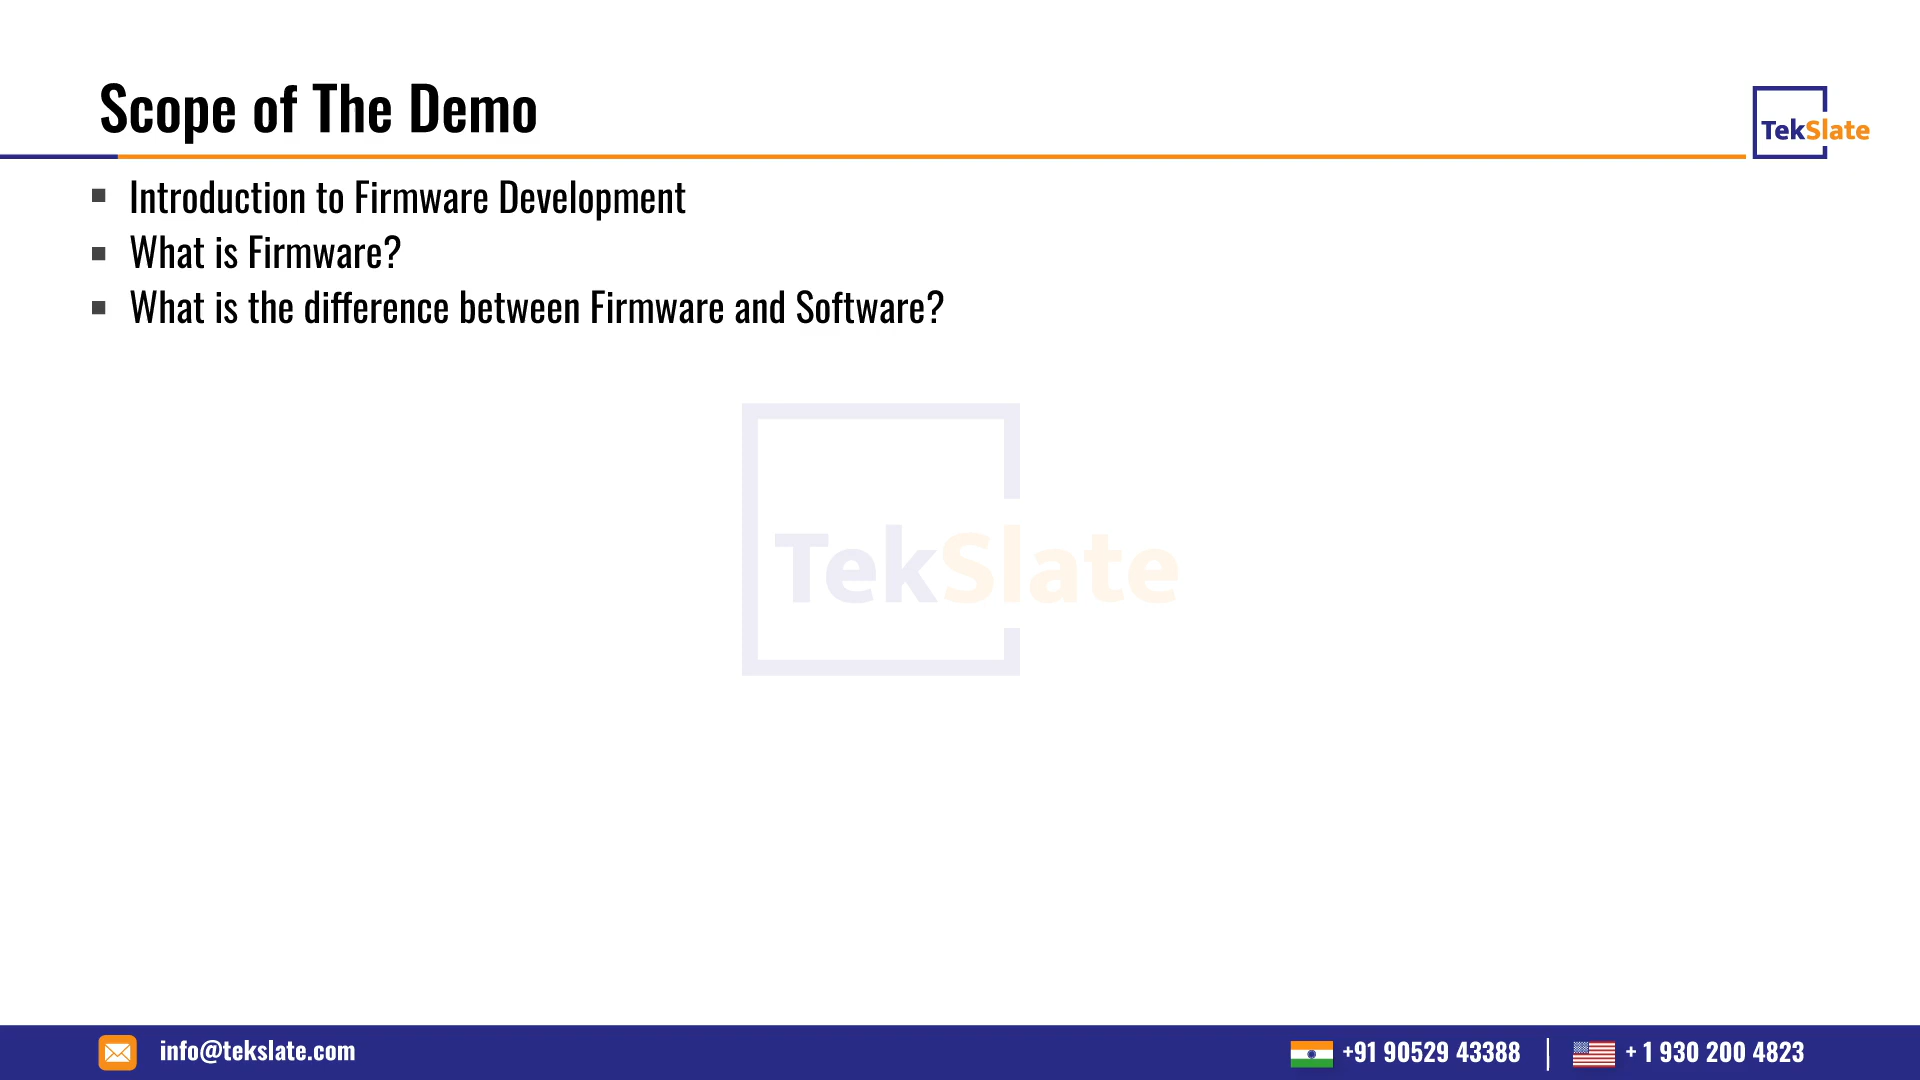 Scope of The Demo
TekSlate
Introduction to Firmware Development
What is Firmware?
What is the difference between Firmware and Software?
TekSlate
info@tekslate.com
+91 90529 43388
+ 1 930 200 4823